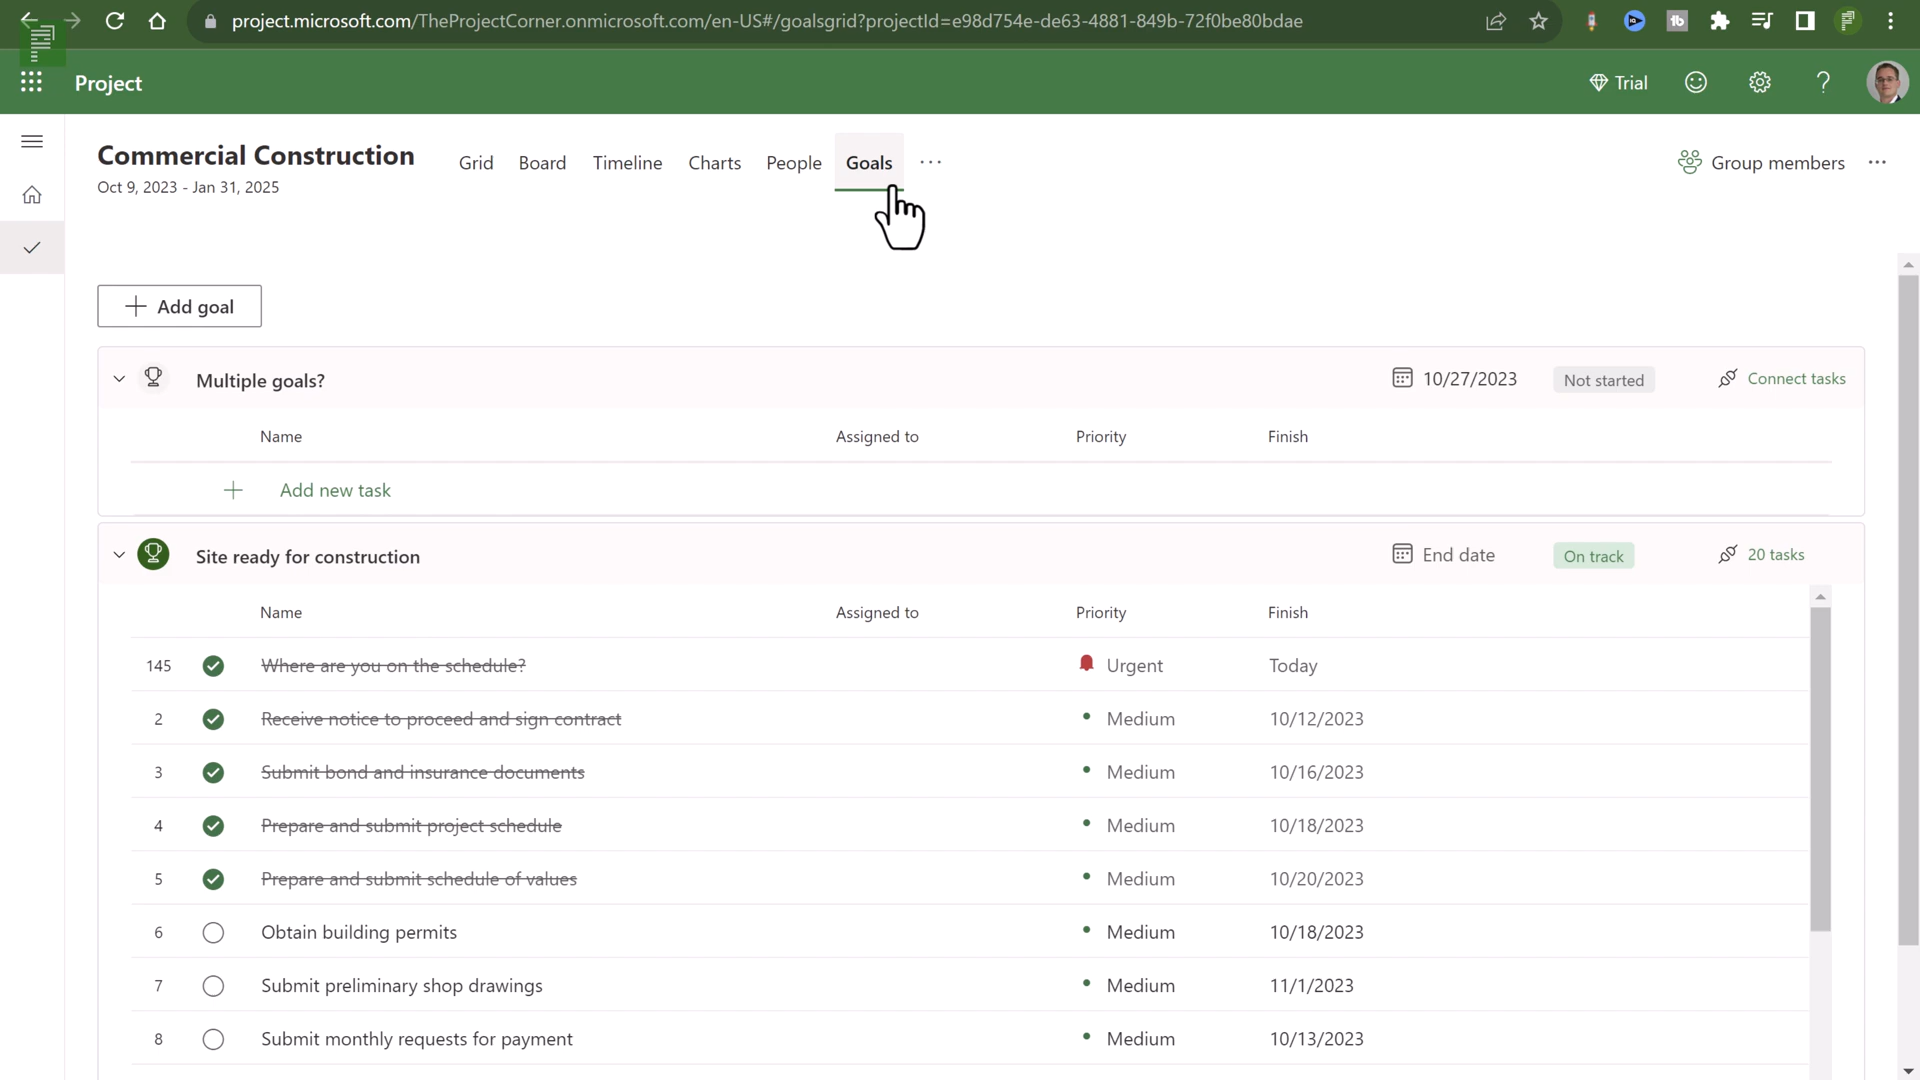 project.microsoft.com/TheProjectCorner.onmicrosoft.com/en-US#/goalsgrid?projectId=e98d754e-de63-4881-849b-72f0be80bdae
Project
Trial
Commercial Construction
Oct 9, 2023 - Jan 31, 2025
Grid Board Timeline Charts People Goals
Group members
Add goal
Multiple goals? 10/27/2023 Not started Connect tasks
Name Assigned to Priority Finish
Add new task
Site ready for construction End date On track 20 tasks
Name Assigned to Priority Finish
145 Where are you on the schedule? Urgent Today
2 Receive notice to proceed and sign contract Medium 10/12/2023
3 Submit bond and insurance documents Medium 10/16/2023
4 Prepare and submit project schedule Medium 10/18/2023
5 Prepare and submit schedule of values Medium 10/20/2023
6 Obtain building permits Medium 10/18/2023
7 Submit preliminary shop drawings Medium 11/1/2023
8 Submit monthly requests for payment Medium 10/13/2023